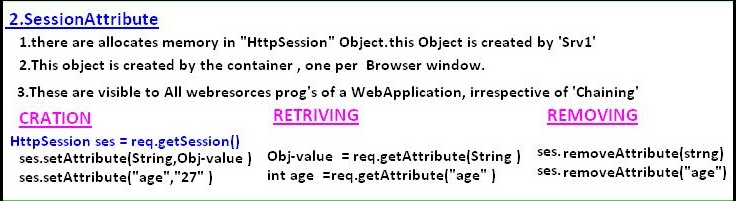 2.SessionAttribute
1.there are allocates memory in "HttpSession" Object.this Object is created by 'Srv1'
2.This object is created by the container , one per Browser window.
3.These are visible to All webresorces prog's of a WebApplication, irrespective of 'Chaining'
CRATION RETRIVING REMOVING
HttpSession ses = req.getSession()
ses.setAttribute(String,Obj-value ) Obj-value = req.getAttribute(String ) ses. removeAttribute(strng)
ses.setAttribute("age","27" ) int age =req.getAttribute("age" ) ses. removeAttribute("age")